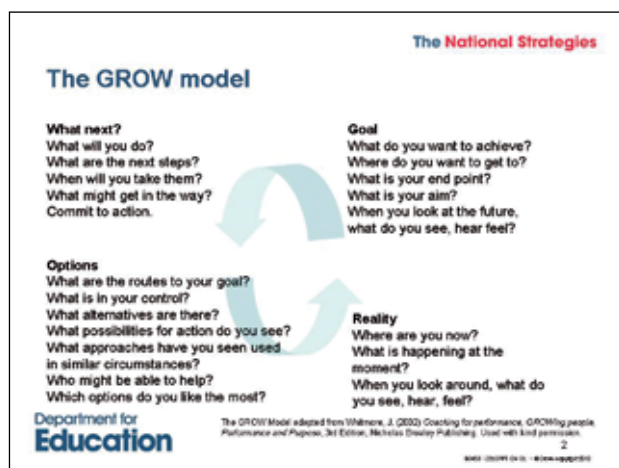 The National Strategies
The GROW model
What next?
What will you do?
What are the next steps?
When will you take them?
What might get in the way?
Commit to action.
Goal
What do you want to achieve?
Where do you want to get to?
What is your end point?
What is your aim?
When you look at the future,
what do you see, hear feel?
Options
What are the routes to your goal?
What is in your control?
What alternatives are there?
What possibilities for action do you see?
What approaches have you seen used
in similar circumstances?
Who might be able to help?
Which options do you like the most?
Reality
Where are you now?
What is happening at the
moment?
When you look around, what do
you see, hear, feel?
Department for
Education
The GROW Model adapted from Whitmore, J. (2002) Coaching for performance, GROWing people,
Performance and Purpose, 3rd Edition, Nicholas Brealey Publishing. Used with kind permission.
2